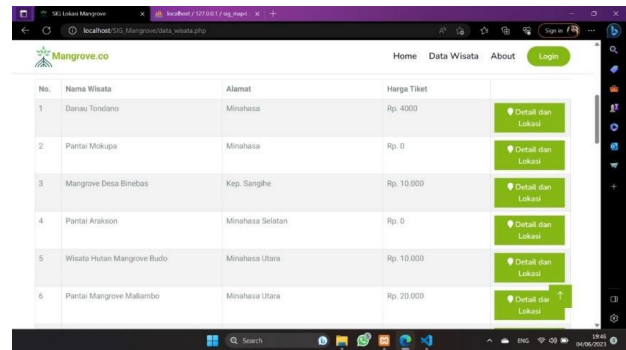 SIG Lokasi Mangrove
localhost / 127.0.0.1 / sig_map4
localhost/SIG_Mangrove/data_wisata.php
Sign in
Mangrove.co
Home Data Wisata About Login
No. Nama Wisata Alamat Harga Tiket
1 Danau Tondano Minahasa Rp. 4000 Detail dan
Lokasi
2 Pantai Mokupa Minahasa Rp. 0 Detail dan
Lokasi
3 Mangrove Desa Binebas Kep. Sangihe Rp. 10.000 Detail dan
Lokasi
4 Pantai Arakson Minahasa Selatan Rp. 0 Detail dan
Lokasi
5 Wisata Hutan Mangrove Budo Minahasa Utara Rp. 10.000 Detail dan
Lokasi
6 Pantai Mangrove Maliambo Minahasa Utara Rp. 20.000 Detail dan
Lokasi
Search
ENG
19:46
04/06/2023